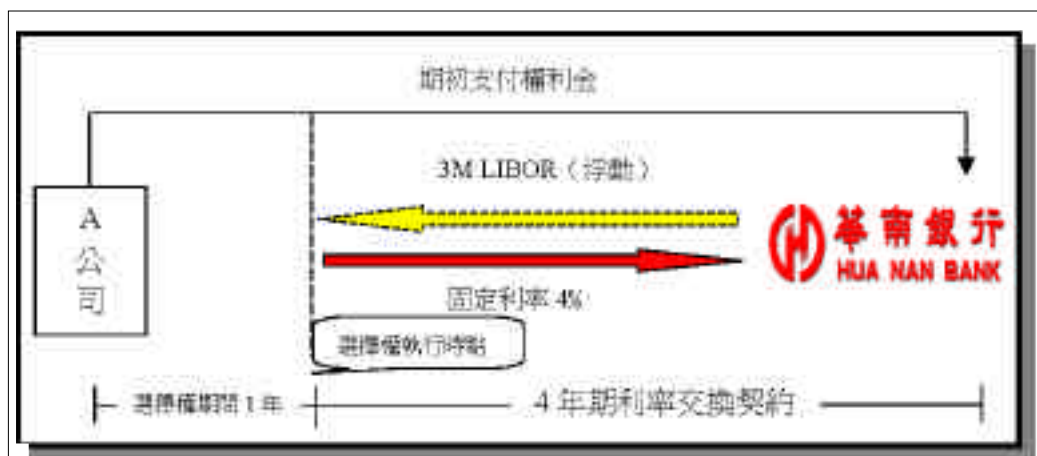 期初支付權利金
3M LIBOR（浮動）
A
公
司
華南銀行
HUA NAN BANK
固定利率 4%
選擇權執行時點
選擇權期間 1 年
4 年期利率交換契約